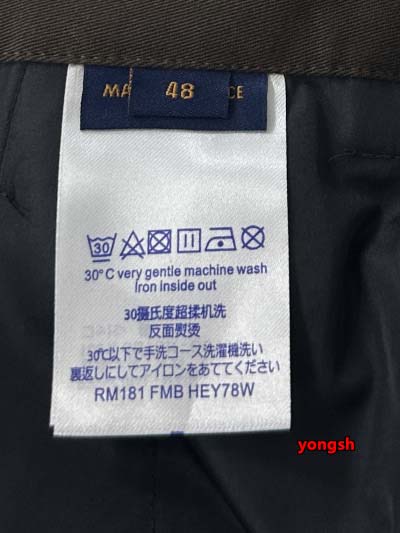 MA 48 CE
30
30°C very gentle machine wash
Iron inside out
30摄氏度超揉机洗
反面熨烫
30℃以下で手洗コース洗濯機洗い
裏返しにしてアイロンをあててください
RM181 FMB HEY78W
yongsh